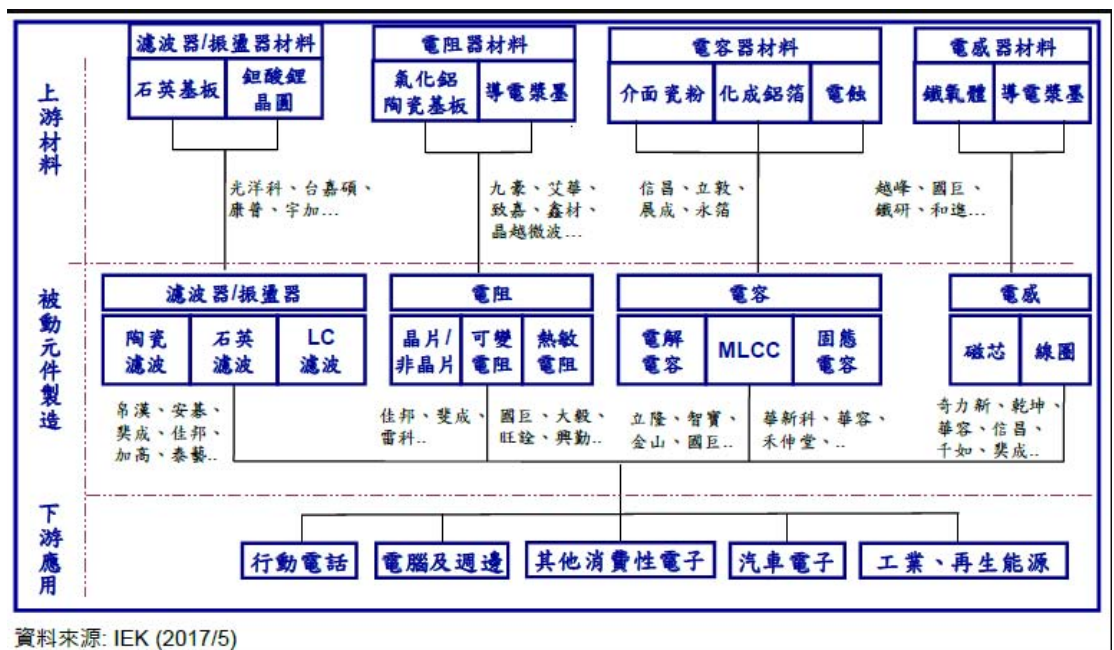 上游材料
濾波器/振盪器材料
石英基板
鉭酸鋰
晶圓
電阻器材料
氧化鋁
陶瓷基板
導電漿墨
電容器材料
介面瓷粉
化成鋁箔
電蝕
電感器材料
鐵氧體
導電漿墨
光洋科、台嘉碩、
康普、宇加...
九豪、艾華、
致嘉、鑫材、
晶越微波...
信昌、立敦、
展成、永箔
越峰、國巨、
鐵研、和進...
被動元件製造
濾波器/振盪器
陶瓷
濾波
石英
濾波
LC
濾波
電阻
晶片/
非晶片
可變
電阻
熱敏
電阻
電容
電解
電容
MLCC
固態
電容
電感
磁芯
線圈
帛漢、安碁、
斐成、佳邦、
加高、泰藝..
佳邦、斐成、
雷科..
國巨、大毅、
旺詮、興勤..
立隆、智寶、
金山、國巨..
華新科、華容、
禾伸堂、..
奇力新、乾坤、
華容、信昌、
千如、斐成..
下游應用
行動電話
電腦及週邊
其他消費性電子
汽車電子
工業、再生能源
資料來源: IEK (2017/5)